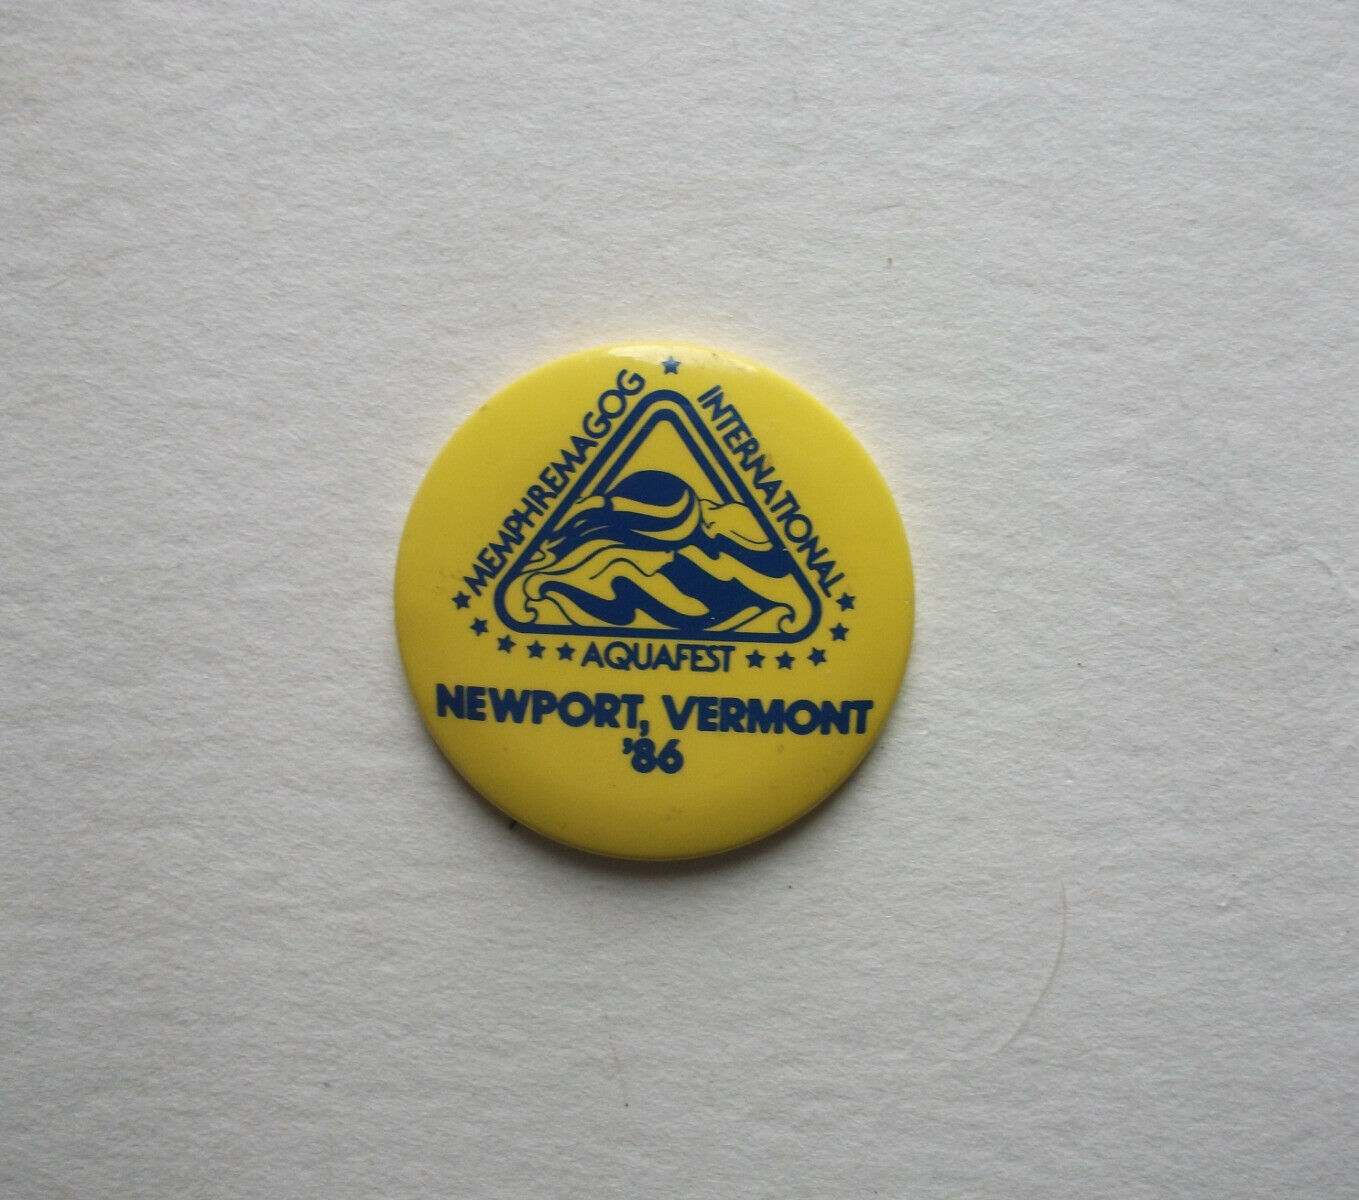 MEMPHREMAGOG
INTERNATIONAL
AQUAFEST
NEWPORT, VERMONT
'86